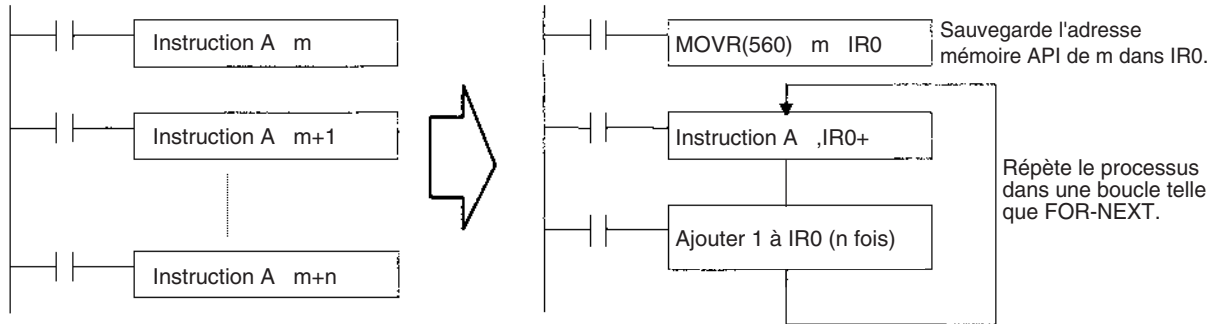 Instruction A m
Instruction A m+1
Instruction A m+n
MOVR(560) m IR0
Sauvegarde l'adresse
mémoire API de m dans IR0.
Instruction A ,IR0+
Répète le processus
dans une boucle telle
que FOR-NEXT.
Ajouter 1 à IR0 (n fois)